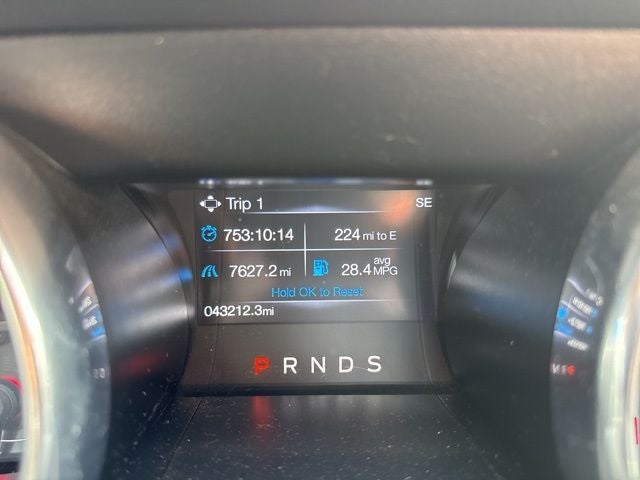 Trip 1 SE
753:10:14 224 mi to E
7627.2 mi 28.4 avg MPG
Hold OK to Reset
043212.3mi
P R N D S